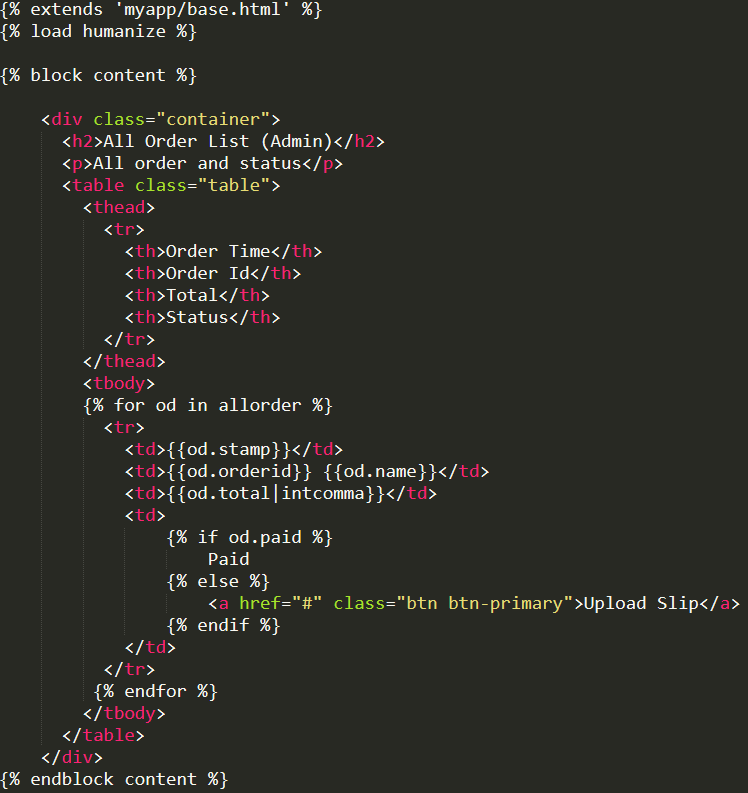 {% extends 'myapp/base.html' %}
{% load humanize %}

{% block content %}

    <div class="container">
      <h2>All Order List (Admin)</h2>
      <p>All order and status</p>
      <table class="table">
        <thead>
          <tr>
            <th>Order Time</th>
            <th>Order Id</th>
            <th>Total</th>
            <th>Status</th>
          </tr>
        </thead>
        <tbody>
        {% for od in allorder %}
          <tr>
            <td>{{od.stamp}}</td>
            <td>{{od.orderid}} {{od.name}}</td>
            <td>{{od.total|intcomma}}</td>
            <td>
                {% if od.paid %}
                    Paid
                {% else %}
                    <a href="#" class="btn btn-primary">Upload Slip</a>
                {% endif %}
            </td>
          </tr>
         {% endfor %}
        </tbody>
      </table>
    </div>
{% endblock content %}